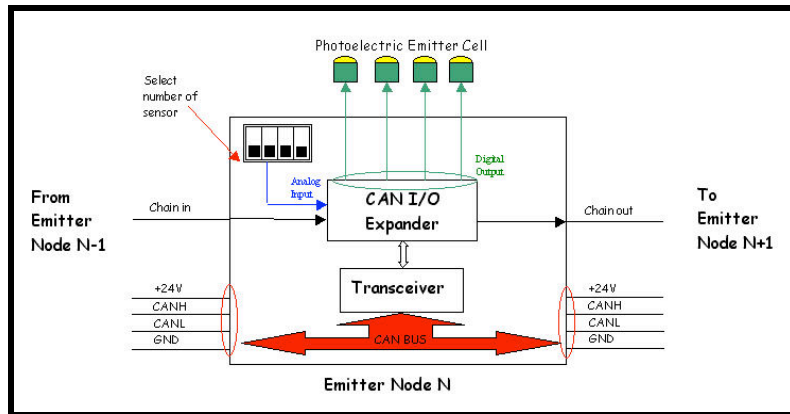 Photoelectric Emitter Cell
Select
number of
sensor
Digital
Output
Analog
Input
CAN I/O
Expander
From
Emitter
Node N-1
Chain in
Chain out
To
Emitter
Node N+1
Transceiver
+24V
CANH
CANL
GND
+24V
CANH
CANL
GND
CAN BUS
Emitter Node N